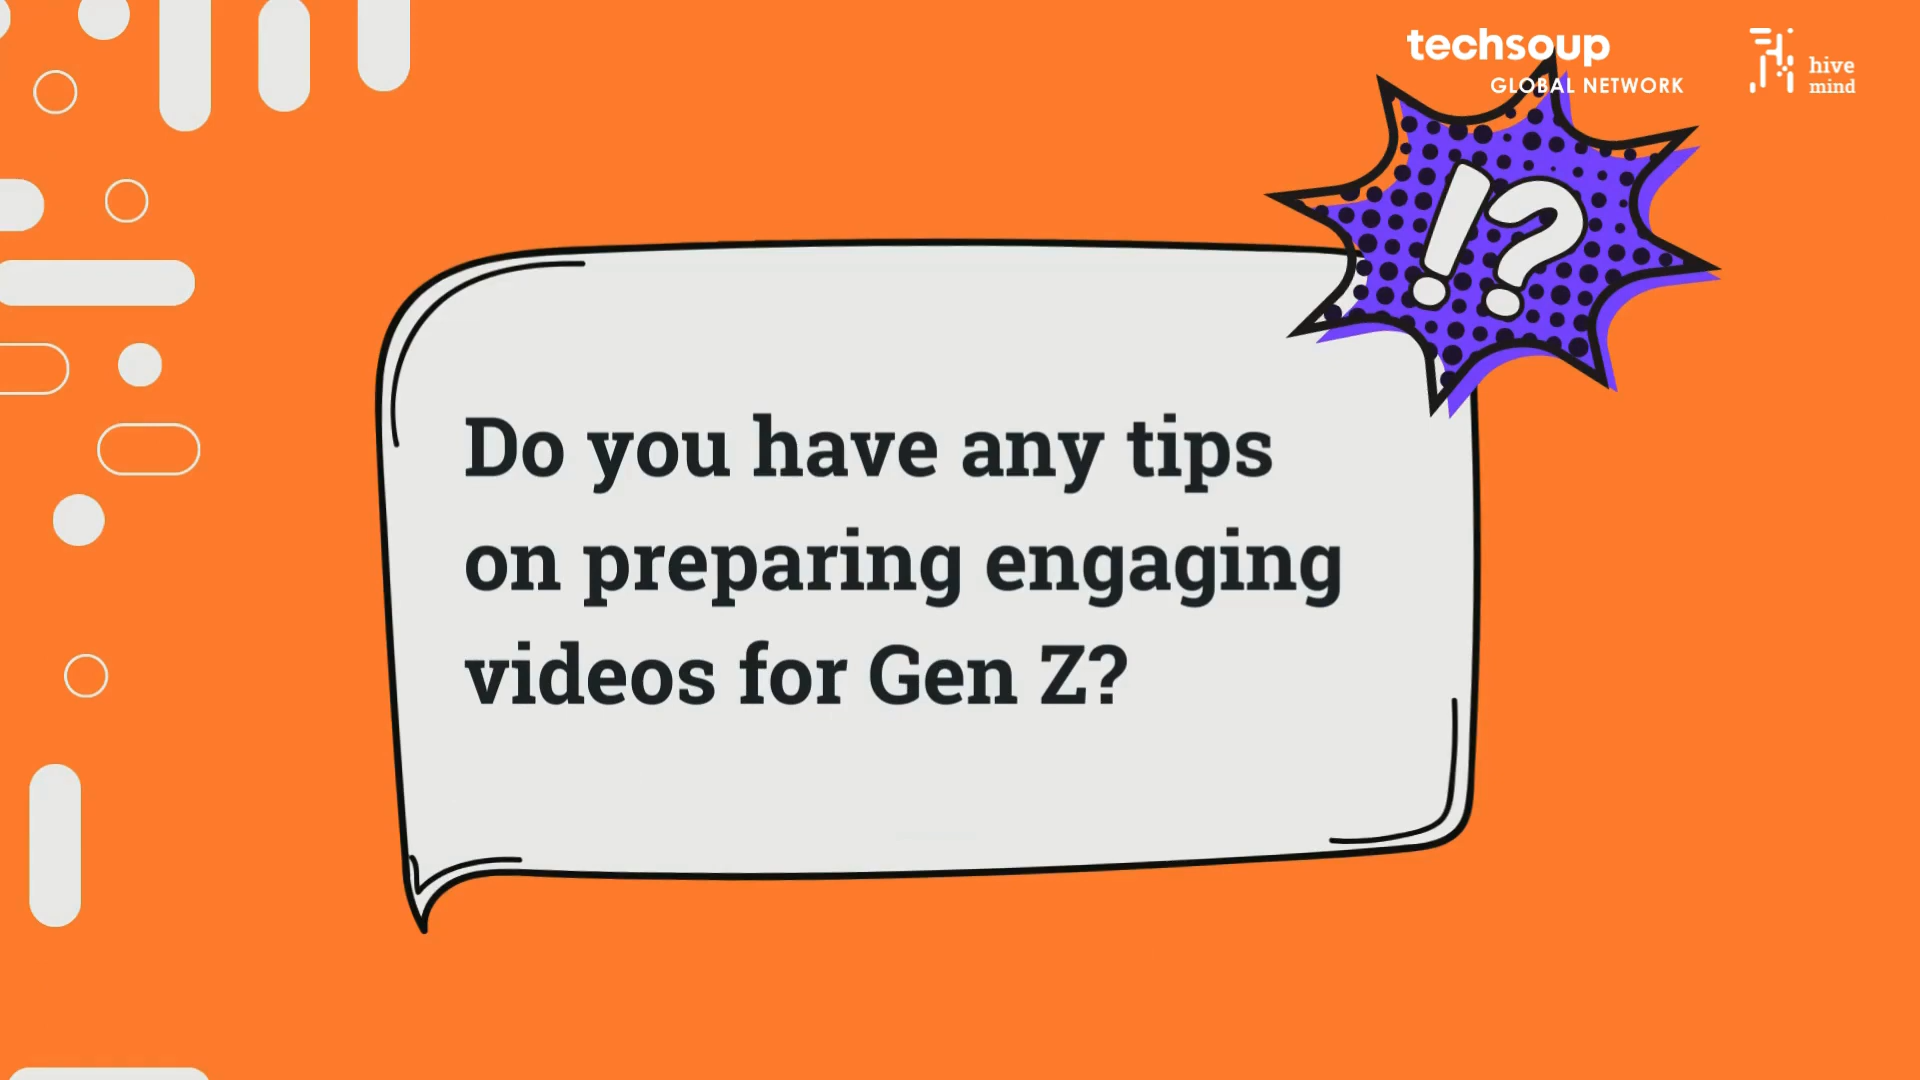 techsoup
GLOBAL NETWORK
hive
mind
!?
Do you have any tips
on preparing engaging
videos for Gen Z?